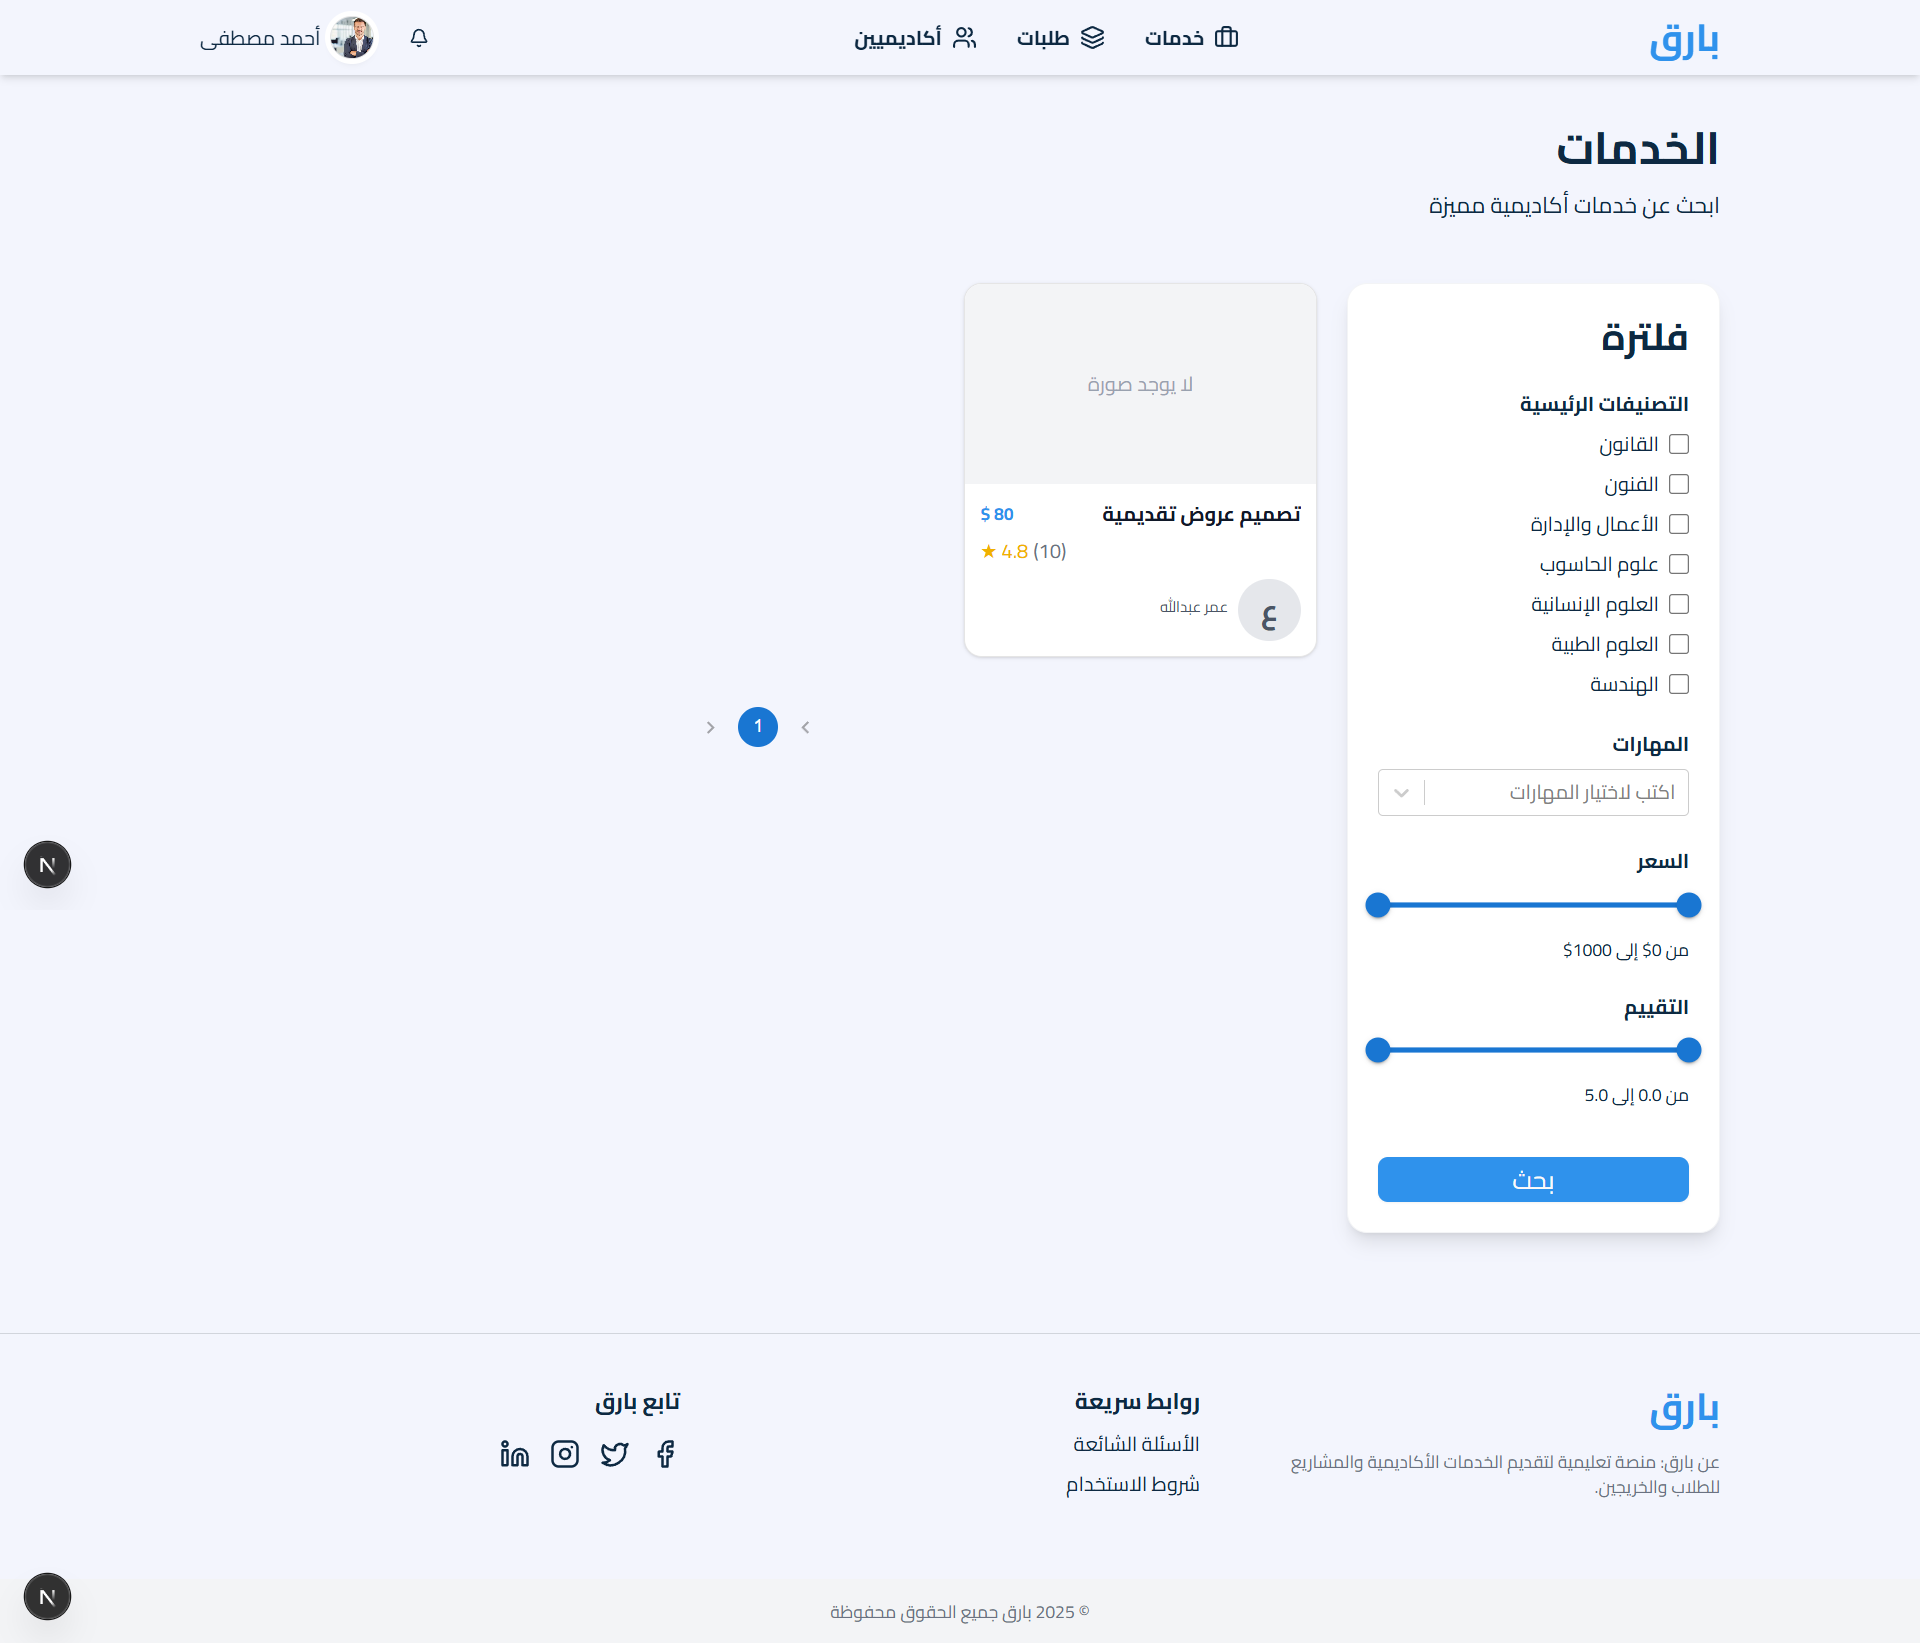 بارق
خدمات
طلبات
أكاديميين
أحمد مصطفى
الخدمات
ابحث عن خدمات أكاديمية مميزة
فلترة
التصنيفات الرئيسية
القانون
الفنون
الأعمال والإدارة
علوم الحاسوب
العلوم الإنسانية
العلوم الطبية
الهندسة
المهارات
اكتب لاختيار المهارات
السعر
من 0$ إلى 1000$
التقييم
من 0.0 إلى 5.0
بحث
لا يوجد صورة
تصميم عروض تقديمية
$ 80
★ 4.8 (10)
ع
عمر عبدالله
1
بارق
عن بارق: منصة تعليمية لتقديم الخدمات الأكاديمية والمشاريع
للطلاب والخريجين.
روابط سريعة
الأسئلة الشائعة
شروط الاستخدام
تابع بارق
© 2025 بارق جميع الحقوق محفوظة
N
N